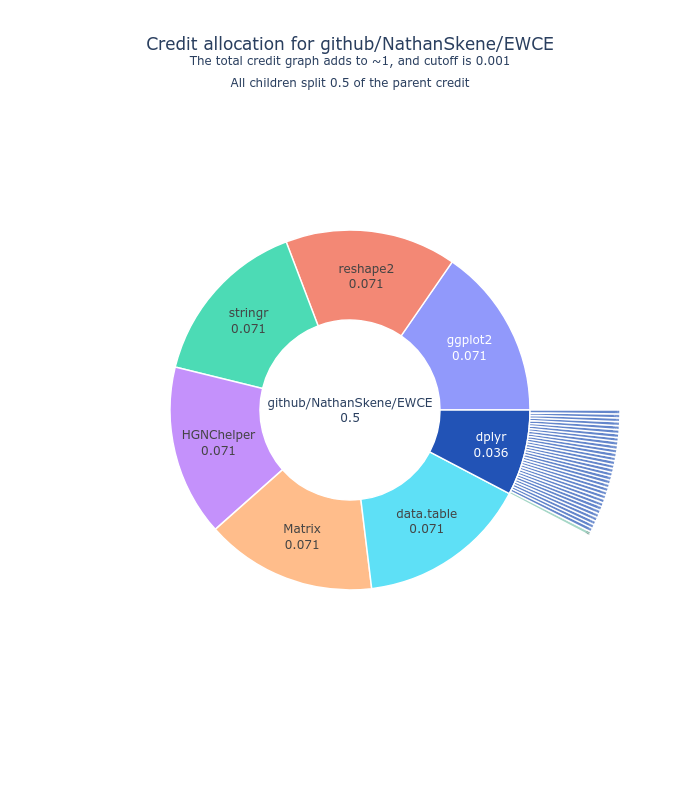 Credit allocation for github/NathanSkene/EWCE
The total credit graph adds to ~1, and cutoff is 0.001
All children split 0.5 of the parent credit
reshape2
0.071
stringr
0.071
ggplot2
0.071
github/NathanSkene/EWCE
0.5
HGNChelper
0.071
dplyr
0.036
data.table
0.071
Matrix
0.071